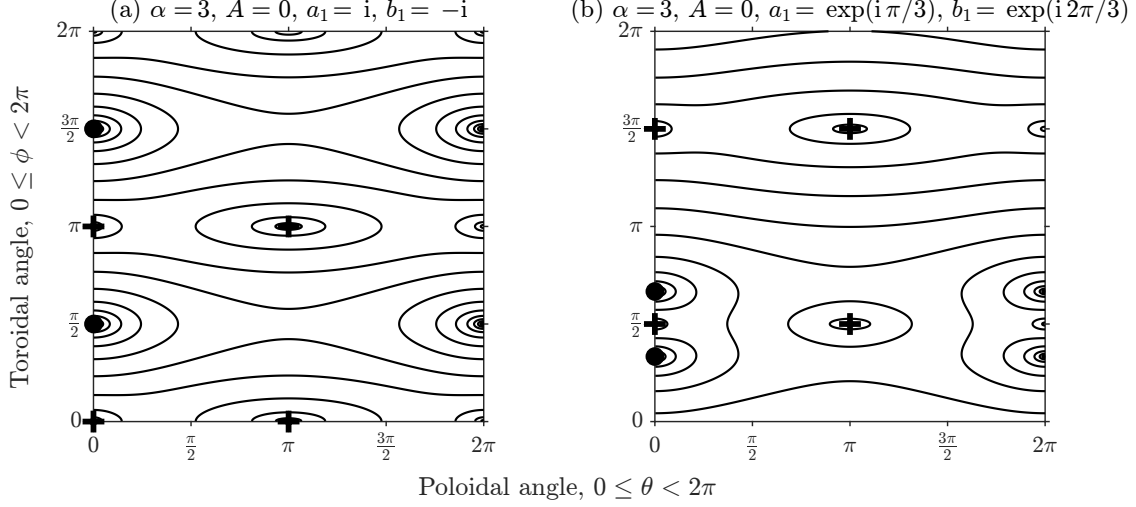 (a) α = 3, A = 0, a₁ = i, b₁ = −i
(b) α = 3, A = 0, a₁ = exp(i π/3), b₁ = exp(i 2π/3)
Toroidal angle, 0 ≤ ϕ < 2π
2π
3π/2
π
π/2
0
0
π/2
π
3π/2
2π
2π
3π/2
π
π/2
0
0
π/2
π
3π/2
2π
Poloidal angle, 0 ≤ θ < 2π